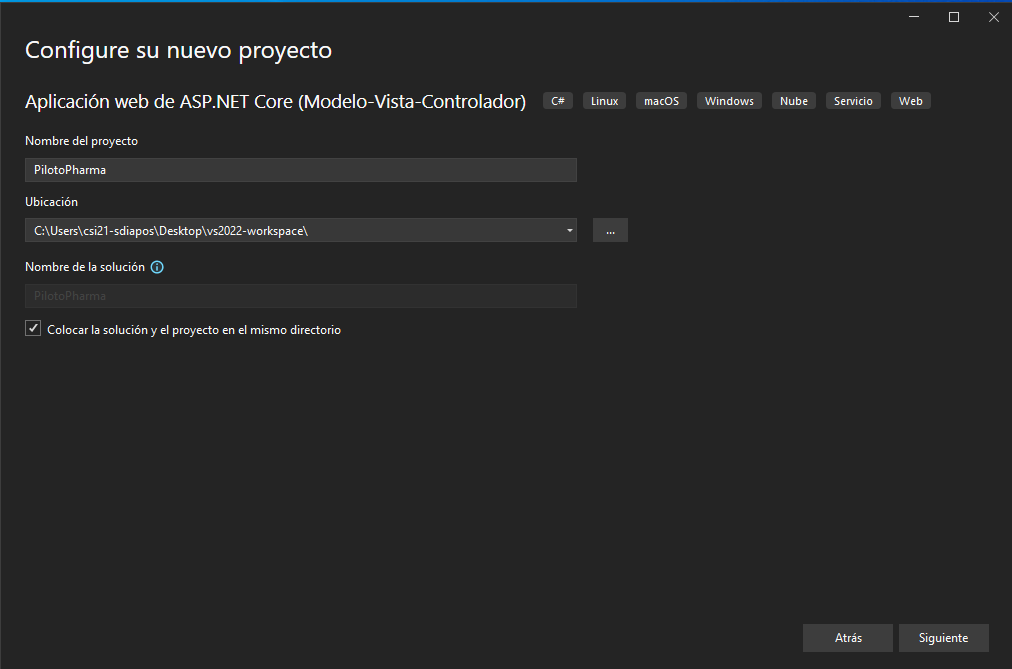 Configure su nuevo proyecto
Aplicación web de ASP.NET Core (Modelo-Vista-Controlador) C# Linux macOS Windows Nube Servicio Web
Nombre del proyecto
PilotoPharma
Ubicación
C:\Users\csi21-sdiapos\Desktop\vs2022-workspace\
...
Nombre de la solución
PilotoPharma
Colocar la solución y el proyecto en el mismo directorio
Atrás Siguiente